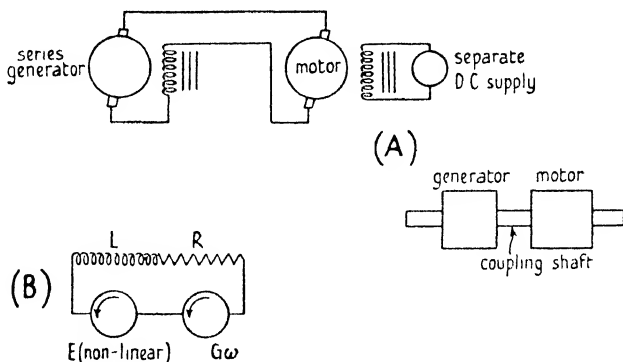 series
generator
motor
separate
D C supply
(A)
generator
motor
coupling shaft
L
R
(B)
E(non-linear)
Gω